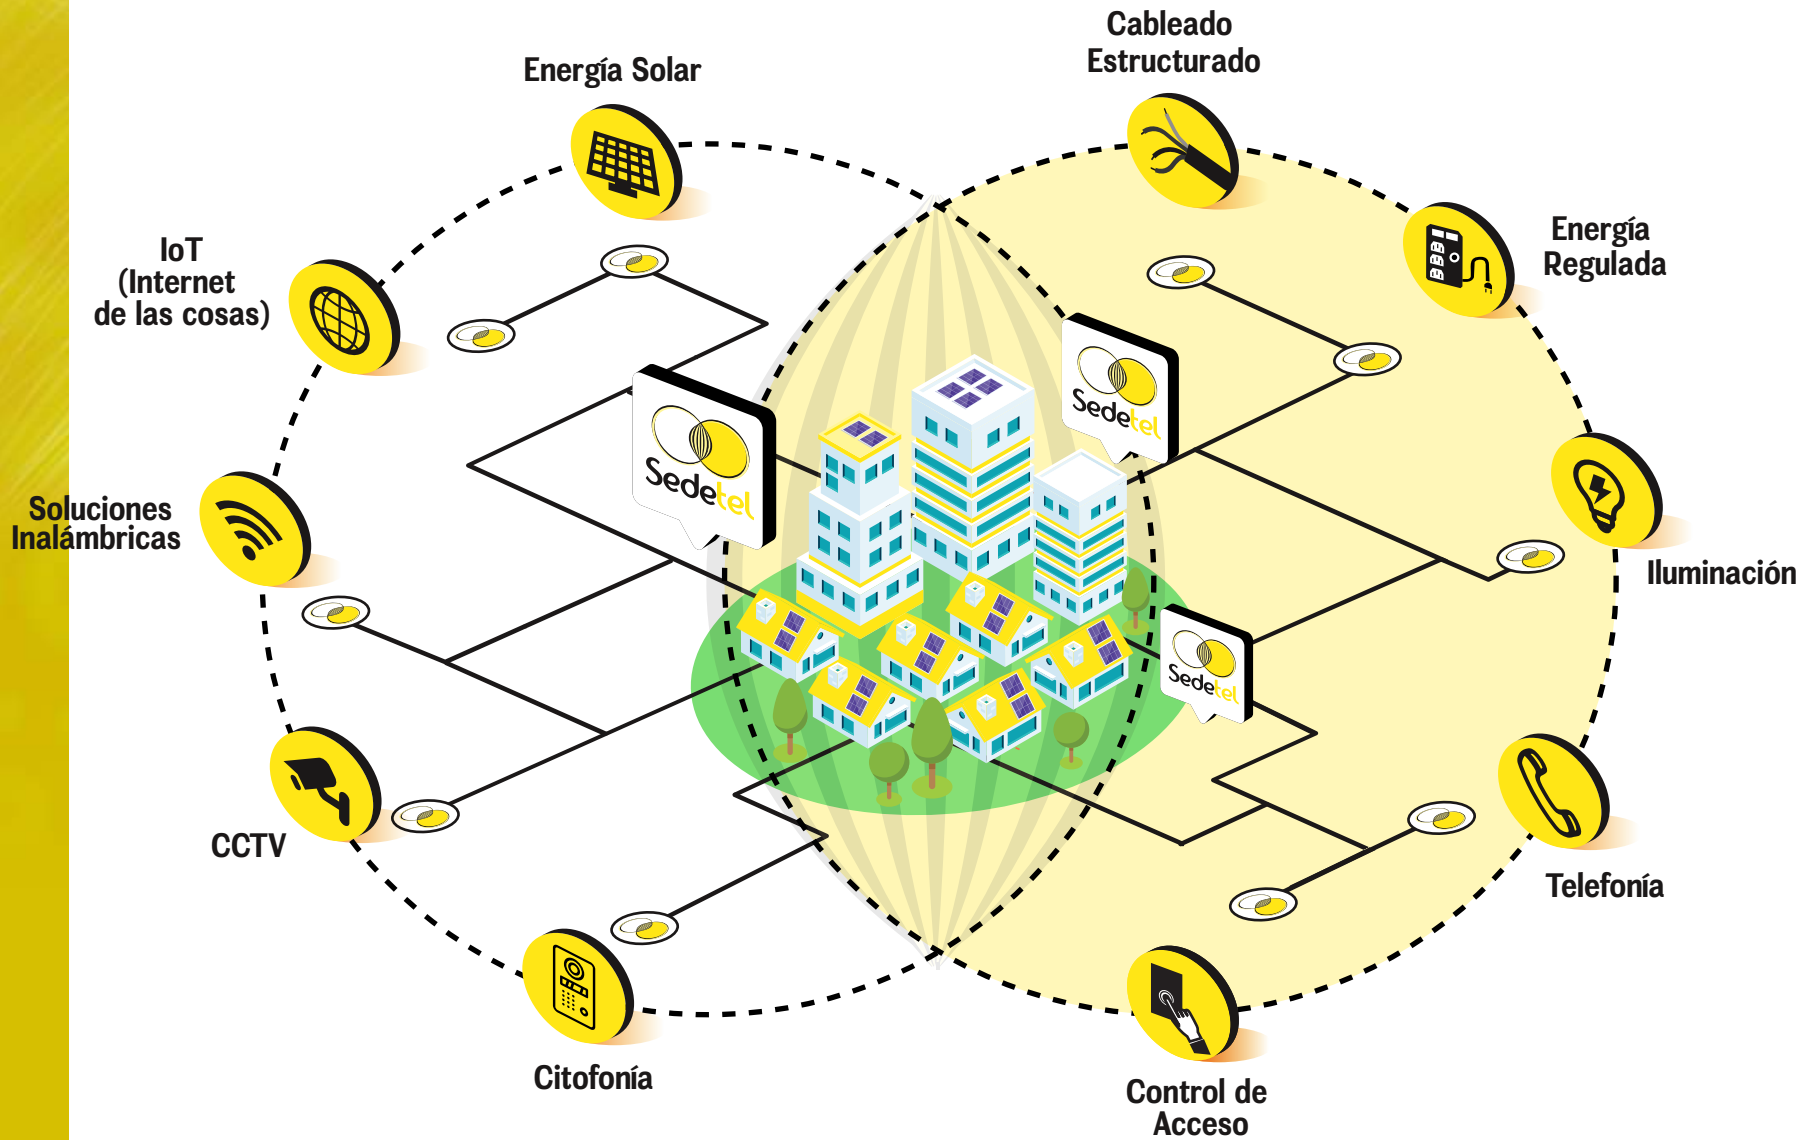 Cableado
Estructurado
Energía Solar
Energía
Regulada
IoT
(Internet
de las cosas)
Sedetel
Sedetel
Soluciones
Inalámbricas
Iluminación
Sedetel
CCTV
Telefonía
Citofonía
Control de
Acceso